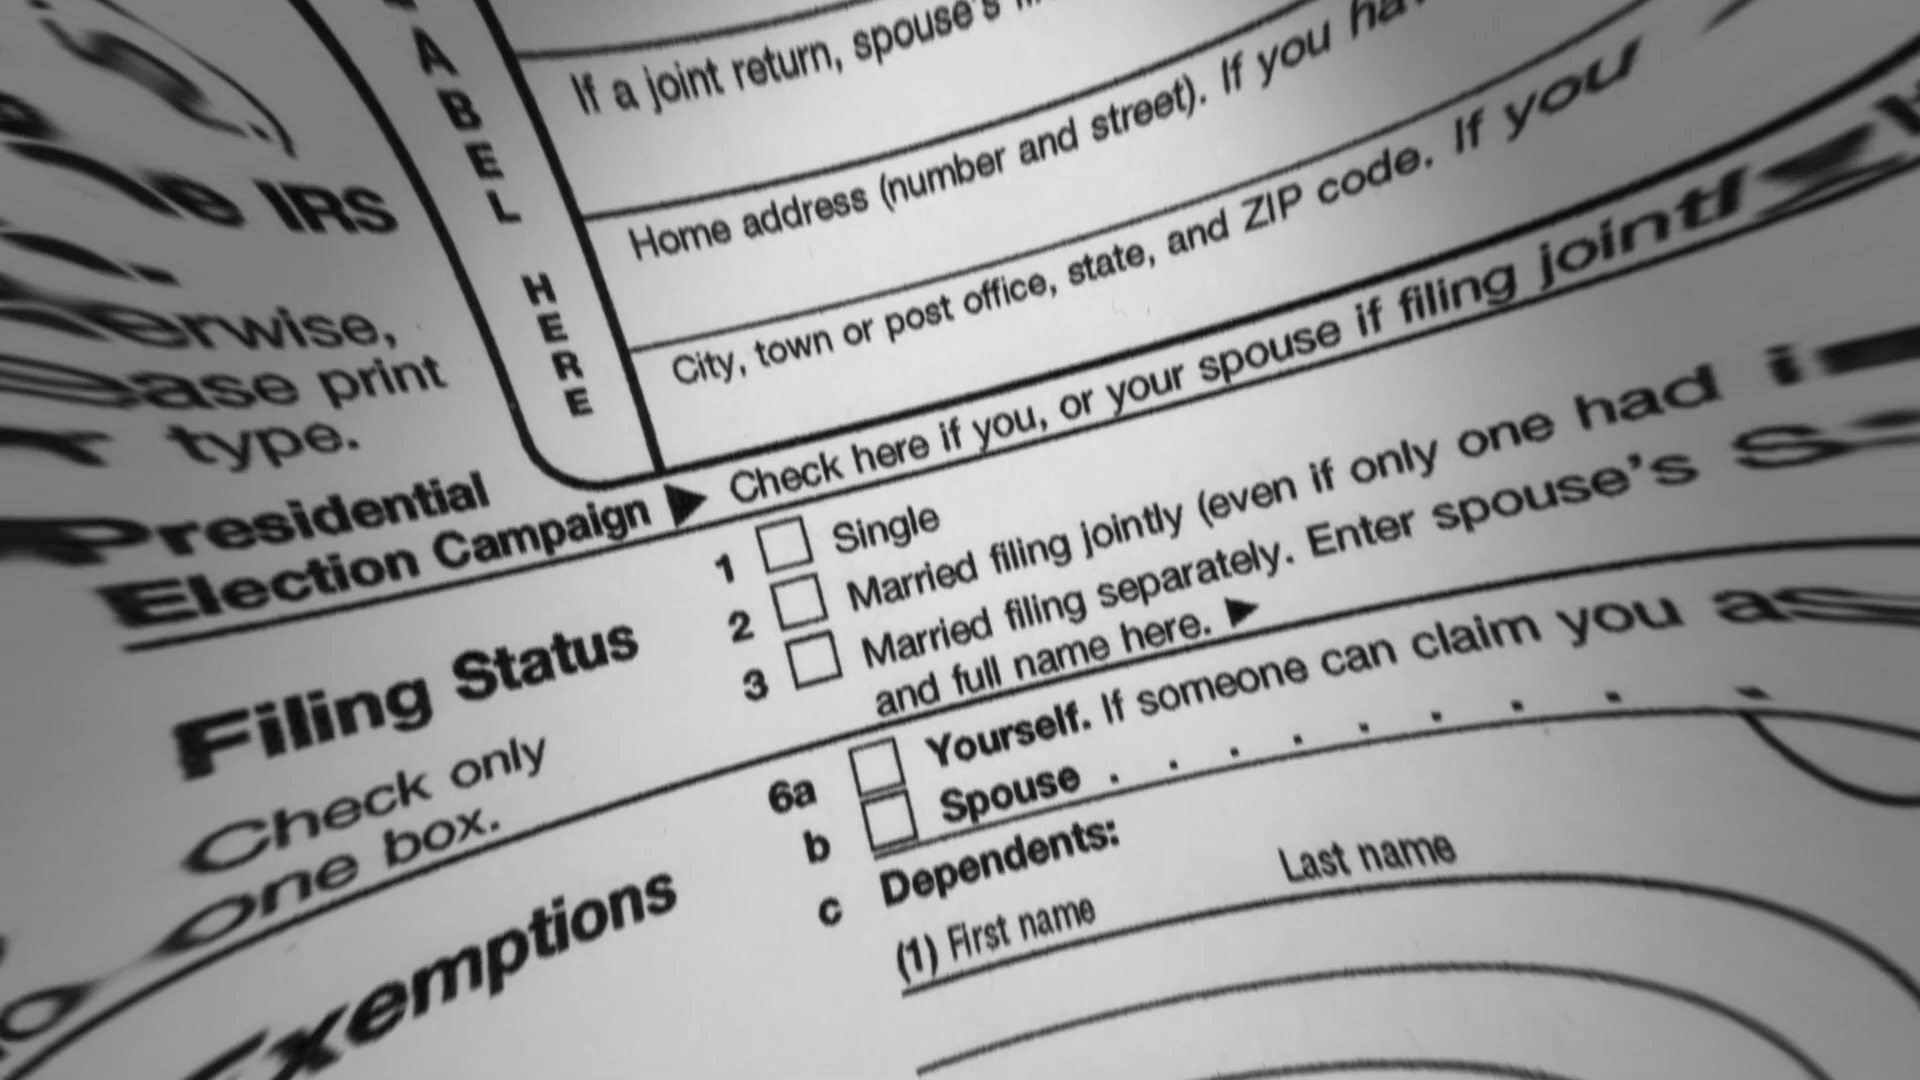 LABEL HERE
IRS
erwise,
ase print
type.
If a joint return, spouse's
Home address (number and street). If you
City, town or post office, state, and ZIP code. If you
Presidential
Election Campaign ▶ Check here if you, or your spouse if filing jointly
Filing Status
Check only
one box.
1 Single
2 Married filing jointly (even if only one had
3 Married filing separately. Enter spouse's
and full name here. ▶
Exemptions
6a Yourself. If someone can claim you as
b Spouse . . . . . . . . .
c Dependents:
(1) First name Last name